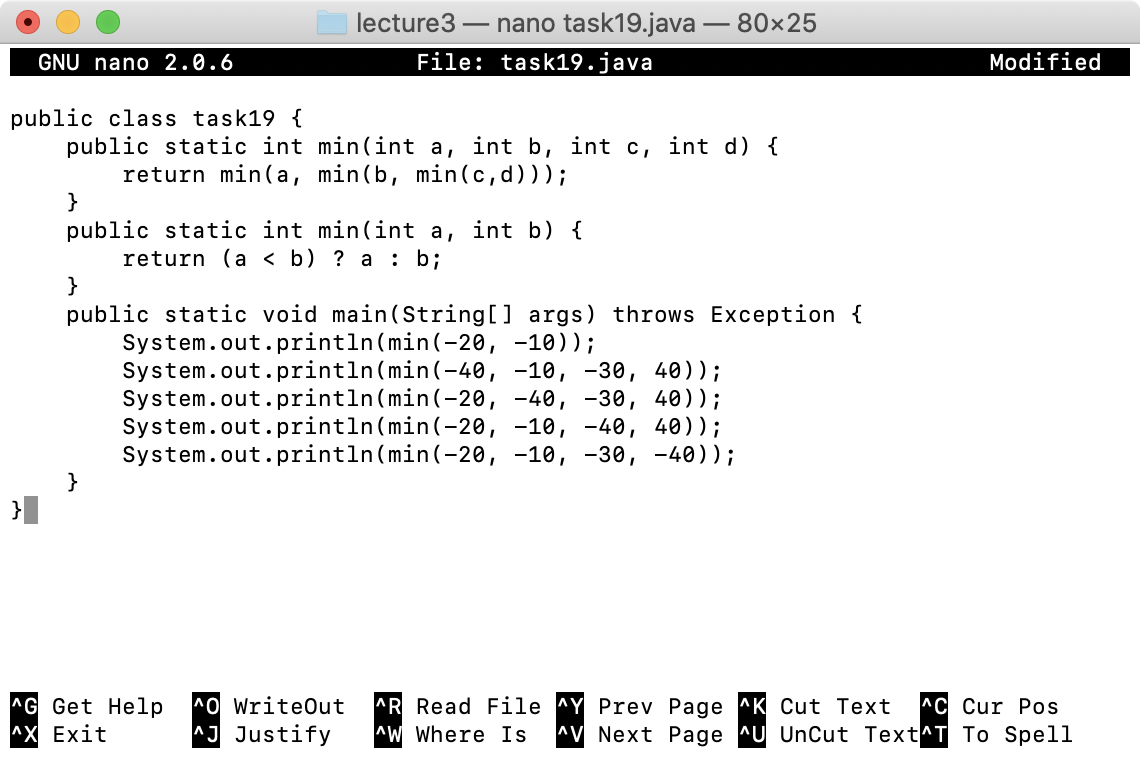 lecture3 — nano task19.java — 80×25
GNU nano 2.0.6 File: task19.java Modified
public class task19 {
    public static int min(int a, int b, int c, int d) {
        return min(a, min(b, min(c,d)));
    }
    public static int min(int a, int b) {
        return (a < b) ? a : b;
    }
    public static void main(String[] args) throws Exception {
        System.out.println(min(-20, -10));
        System.out.println(min(-40, -10, -30, 40));
        System.out.println(min(-20, -40, -30, 40));
        System.out.println(min(-20, -10, -40, 40));
        System.out.println(min(-20, -10, -30, -40));
    }
}
^G Get Help ^O WriteOut ^R Read File ^Y Prev Page ^K Cut Text ^C Cur Pos
^X Exit ^J Justify ^W Where Is ^V Next Page ^U UnCut Text ^T To Spell